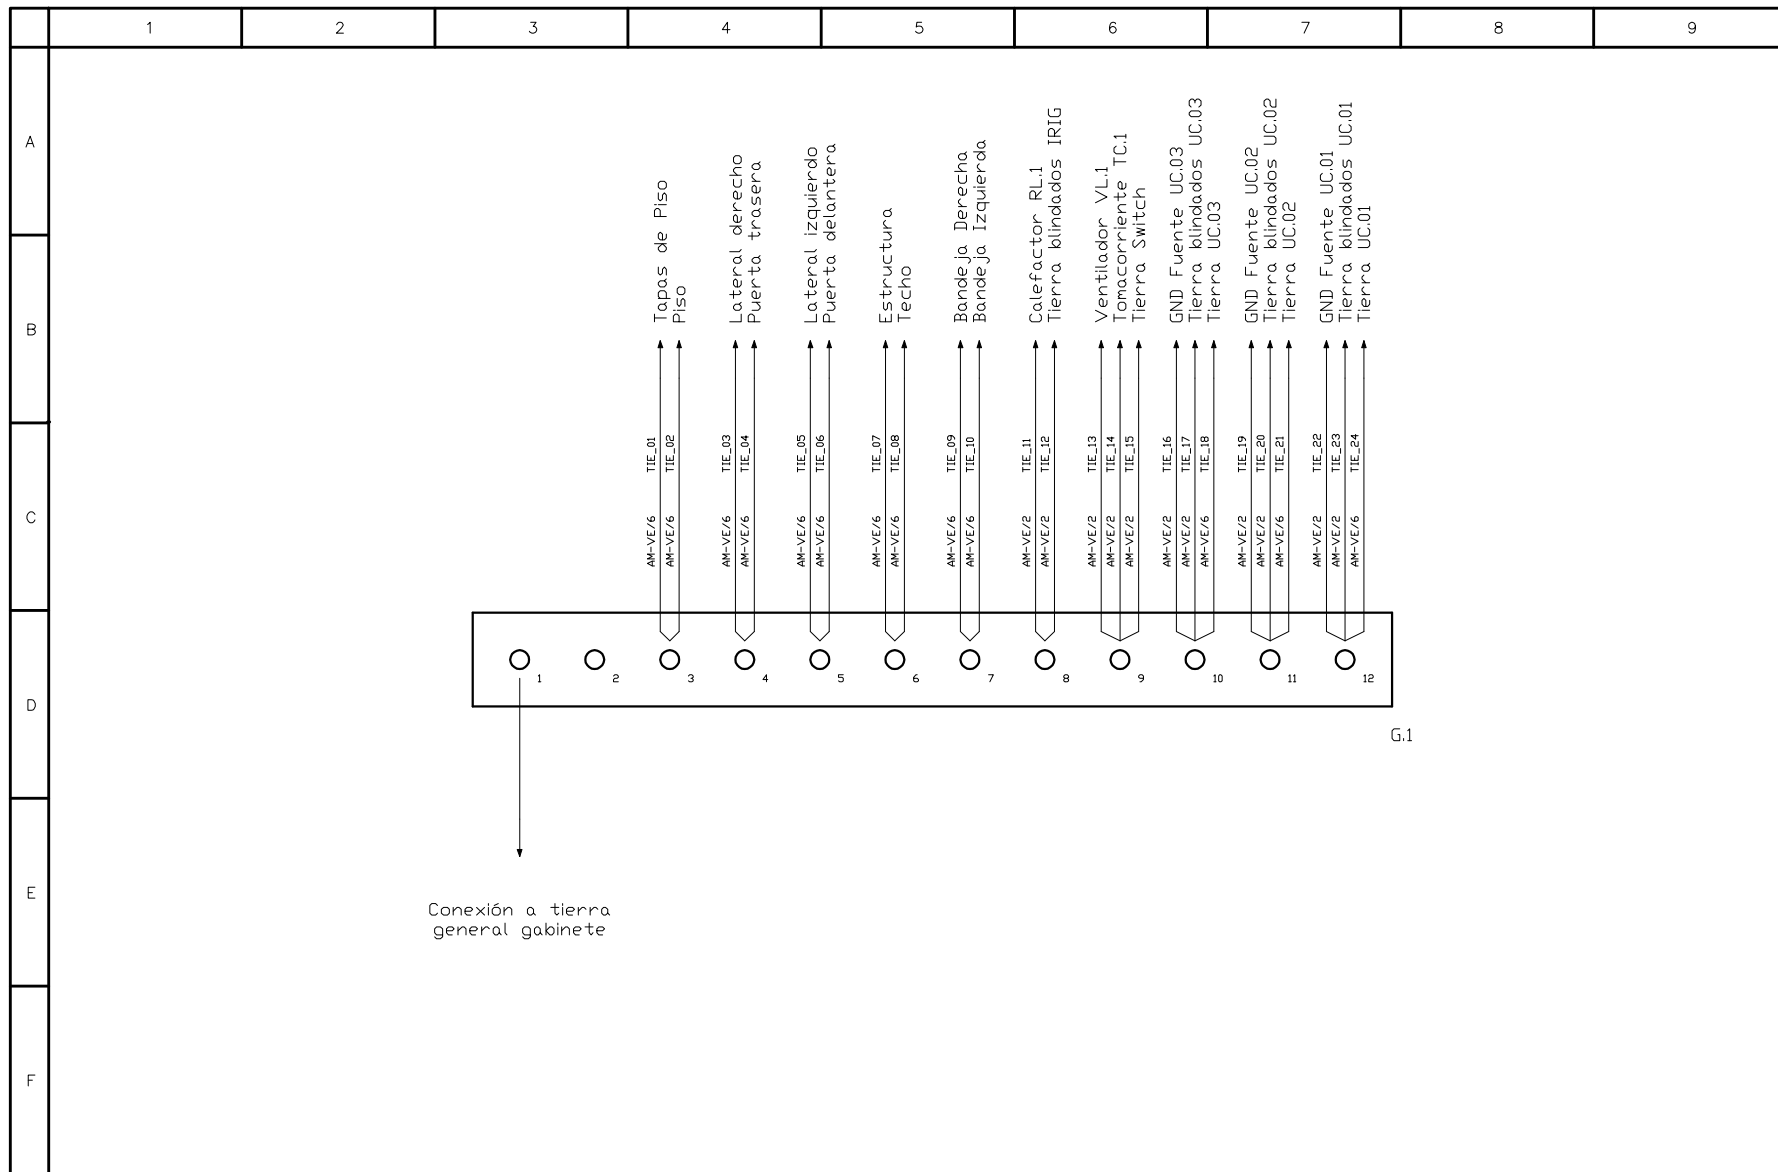 1
2
3
4
5
6
7
8
9
A
B
C
D
E
F
Tapas de Piso
Piso
Lateral derecho
Puerta trasera
Lateral izquierdo
Puerta delantera
Estructura
Techo
Bandeja Derecha
Bandeja Izquierda
Calefactor RL.1
Tierra blindados IRIG
Ventilador VL.1
Tomacorriente TC.1
Tierra Switch
GND Fuente UC.03
Tierra blindados UC.03
Tierra UC.03
GND Fuente UC.02
Tierra blindados UC.02
Tierra UC.02
GND Fuente UC.01
Tierra blindados UC.01
Tierra UC.01
TIE_01
TIE_02
TIE_03
TIE_04
TIE_05
TIE_06
TIE_07
TIE_08
TIE_09
TIE_10
TIE_11
TIE_12
TIE_13
TIE_14
TIE_15
TIE_16
TIE_17
TIE_18
TIE_19
TIE_20
TIE_21
TIE_22
TIE_23
TIE_24
AM-VE/6
AM-VE/6
AM-VE/6
AM-VE/6
AM-VE/6
AM-VE/6
AM-VE/6
AM-VE/6
AM-VE/6
AM-VE/6
AM-VE/2
AM-VE/2
AM-VE/2
AM-VE/2
AM-VE/2
AM-VE/2
AM-VE/2
AM-VE/6
AM-VE/2
AM-VE/2
AM-VE/6
AM-VE/2
AM-VE/2
AM-VE/6
1
2
3
4
5
6
7
8
9
10
11
12
G.1
Conexión a tierra
general gabinete